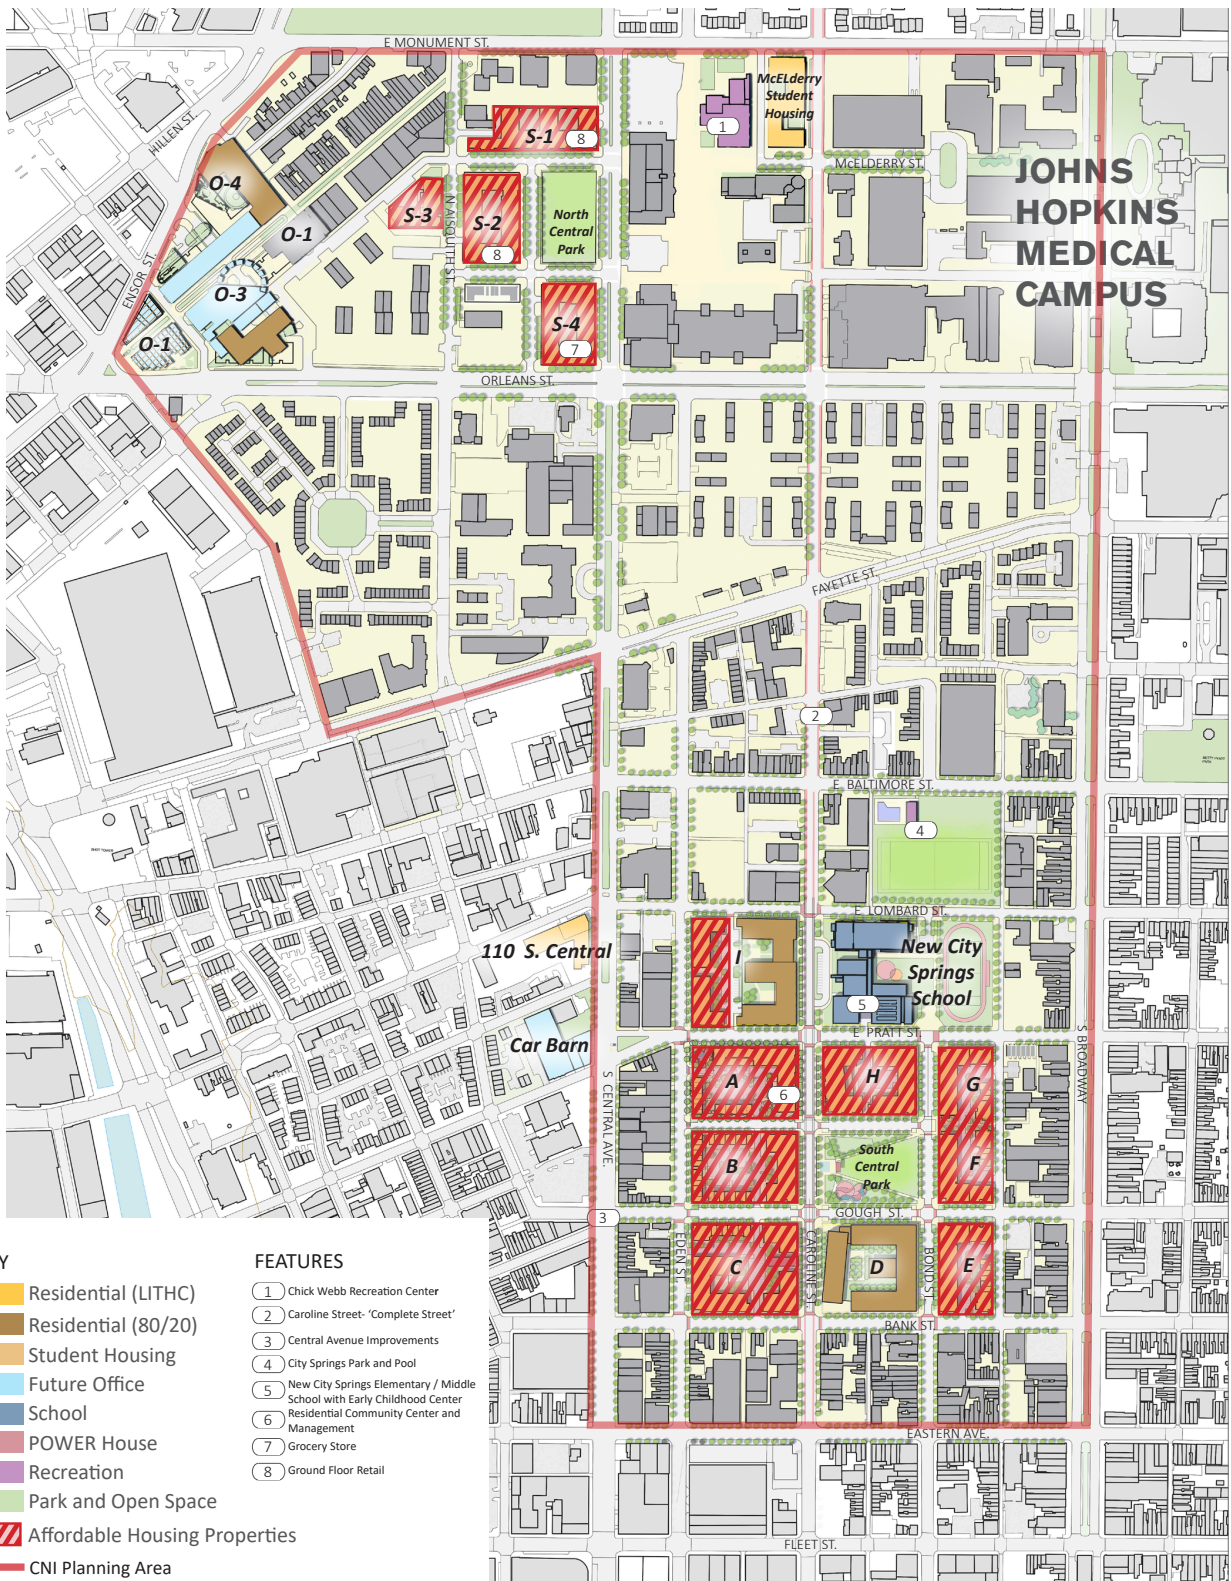 E MONUMENT ST.
HILLEN ST.
McELderry
Student
Housing
1
S-1
8
McELDERRY ST.
JOHNS
HOPKINS
MEDICAL
CAMPUS
O-4
S-3
N AISQUITH ST.
S-2
8
North
Central
Park
O-1
ENSOR ST.
O-3
O-1
S-4
7
ORLEANS ST.
FAYETTE ST.
2
E BALTIMORE ST.
4
E LOMBARD ST.
110 S. Central
I
New City
Springs
School
5
E PRATT ST.
S BROADWAY
Car Barn
S CENTRAL AVE.
A
6
H
G
B
South
Central
Park
F
3
GOUGH ST.
EDEN ST.
C
CAROLINE ST.
D
BOND ST.
E
BANK ST.
EASTERN AVE.
FLEET ST.
Y
Residential (LITHC)
Residential (80/20)
Student Housing
Future Office
School
POWER House
Recreation
Park and Open Space
Affordable Housing Properties
CNI Planning Area
FEATURES
1 Chick Webb Recreation Center
2 Caroline Street- ‘Complete Street’
3 Central Avenue Improvements
4 City Springs Park and Pool
5 New City Springs Elementary / Middle
School with Early Childhood Center
6 Residential Community Center and
Management
7 Grocery Store
8 Ground Floor Retail